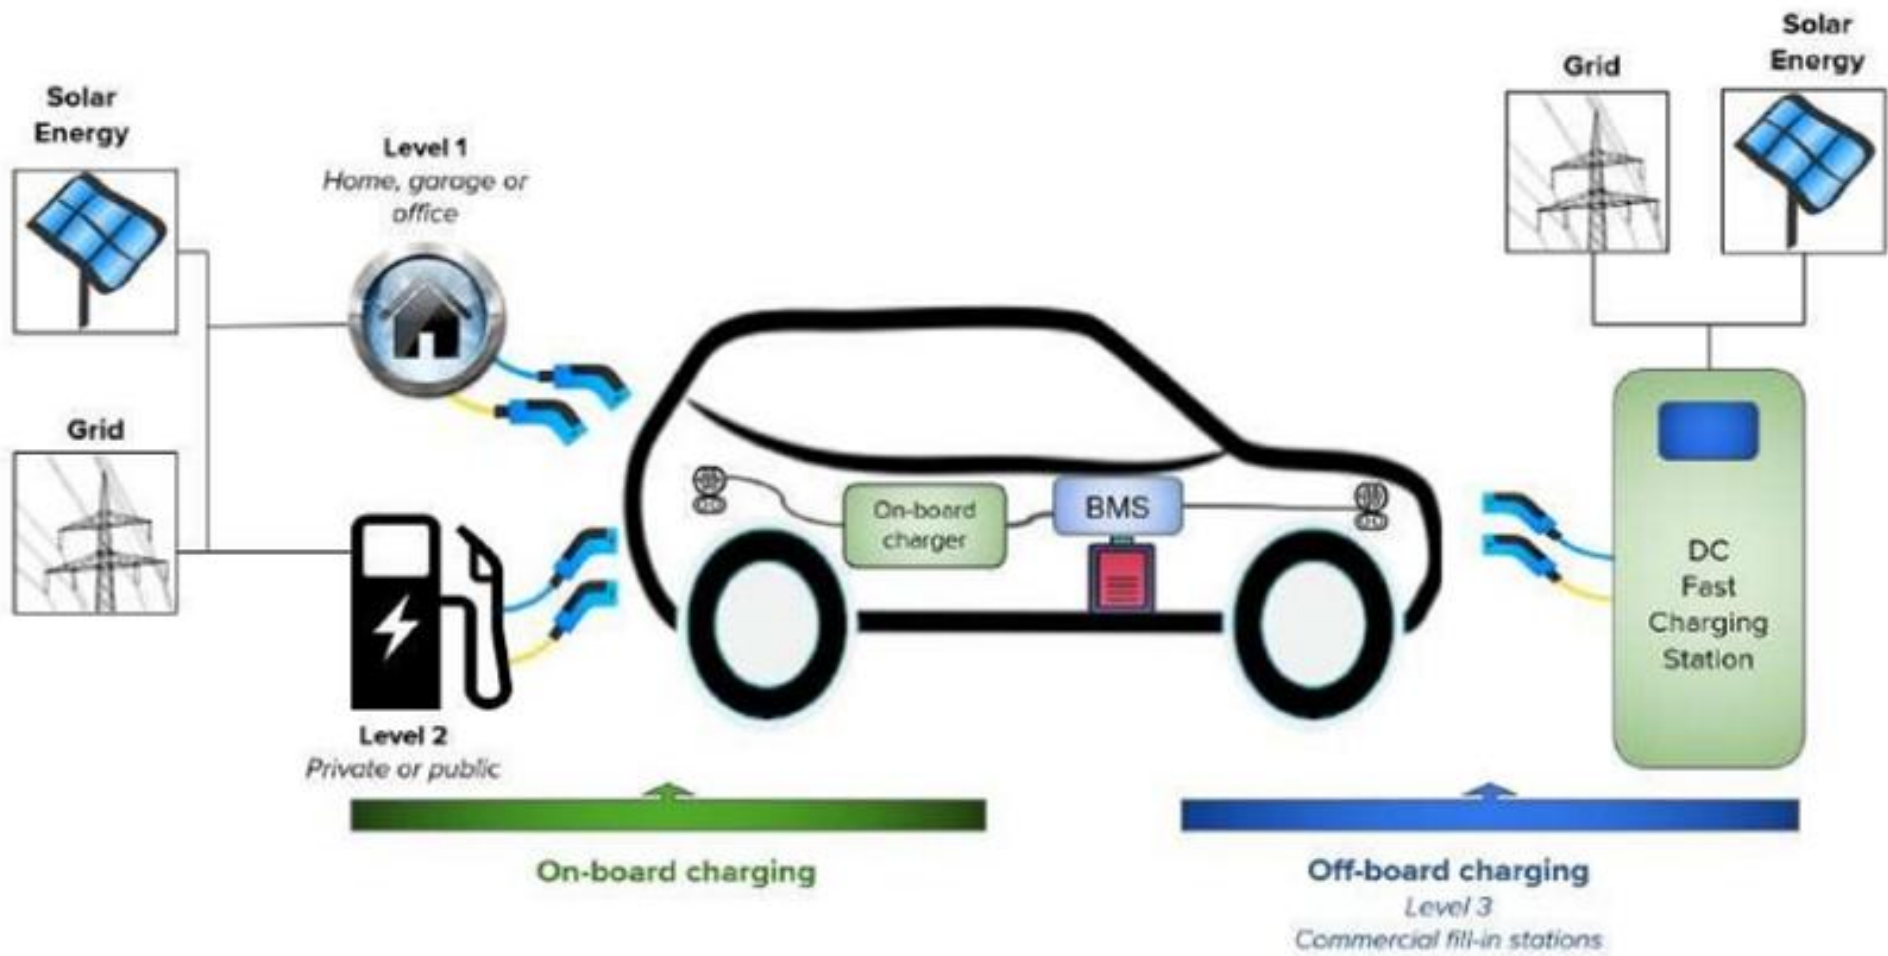 Solar
Energy
Grid
Level 1
Home, garage or
office
Level 2
Private or public
On-board
charger
BMS
Grid
Solar
Energy
DC
Fast
Charging
Station
On-board charging
Off-board charging
Level 3
Commercial fill-in stations